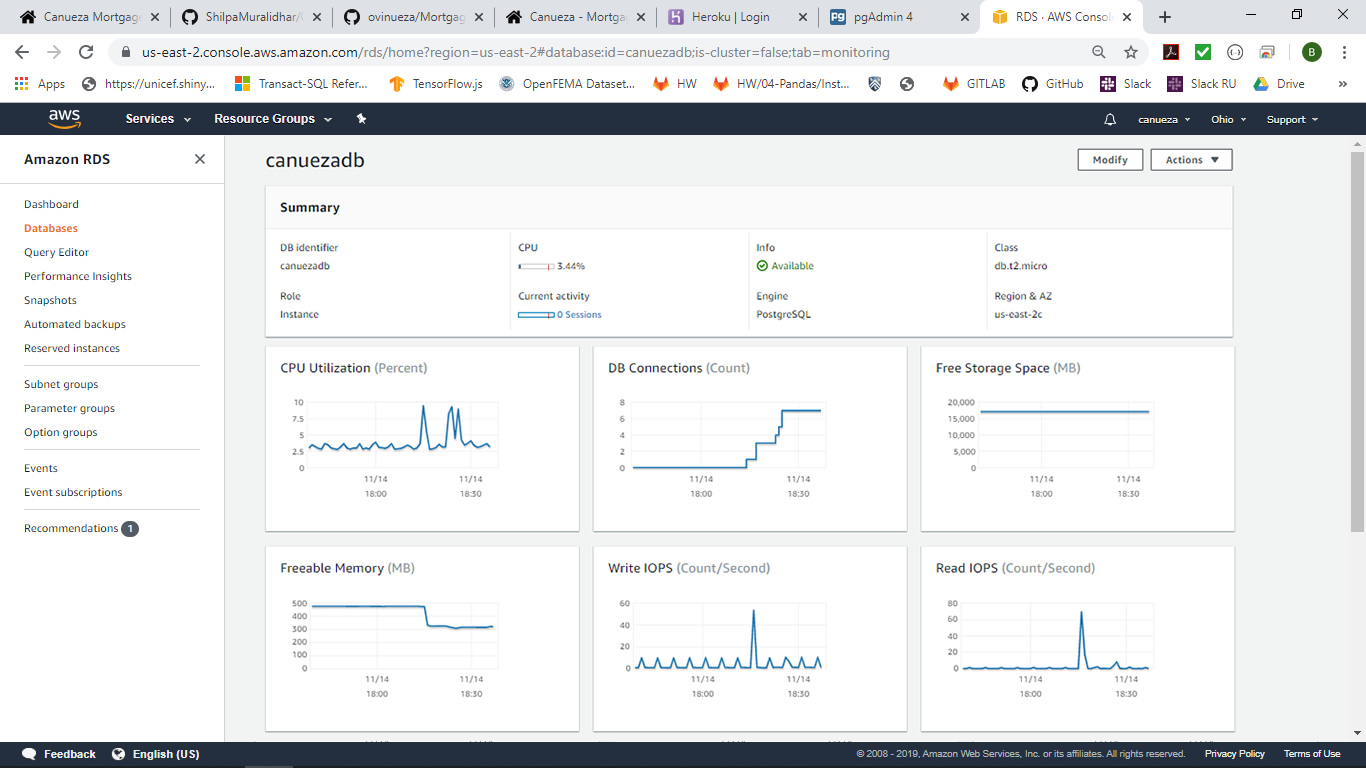 Canueza Mortgage
ShilpaMuralidhar/
ovinueza/Mortgag
Canueza - Mortga
Heroku | Login
pgAdmin 4
RDS · AWS Conso
us-east-2.console.aws.amazon.com/rds/home?region=us-east-2#database:id=canuezadb;is-cluster=false;tab=monitoring
B
Apps
https://unicef.shiny...
Transact-SQL Refer...
TensorFlow.js
OpenFEMA Dataset...
HW
HW/04-Pandas/Inst...
GITLAB
GitHub
Slack
Slack RU
Drive
»
aws
Services
Resource Groups
canueza
Ohio
Support
Amazon RDS
Dashboard
Databases
Query Editor
Performance Insights
Snapshots
Automated backups
Reserved instances
Subnet groups
Parameter groups
Option groups
Events
Event subscriptions
Recommendations 1
canuezadb
Modify
Actions
Summary
DB identifier
canuezadb
CPU
3.44%
Info
Available
Class
db.t2.micro
Role
Instance
Current activity
0 Sessions
Engine
PostgreSQL
Region & AZ
us-east-2c
CPU Utilization (Percent)
10
7.5
5
2.5
0
11/14
18:00
11/14
18:30
DB Connections (Count)
8
6
4
2
0
11/14
18:00
11/14
18:30
Free Storage Space (MB)
20,000
15,000
10,000
5,000
0
11/14
18:00
11/14
18:30
Freeable Memory (MB)
500
400
300
200
100
0
11/14
18:00
11/14
18:30
Write IOPS (Count/Second)
60
40
20
0
11/14
18:00
11/14
18:30
Read IOPS (Count/Second)
80
60
40
20
0
11/14
18:00
11/14
18:30
Feedback
English (US)
© 2008 - 2019, Amazon Web Services, Inc. or its affiliates. All rights reserved.
Privacy Policy
Terms of Use